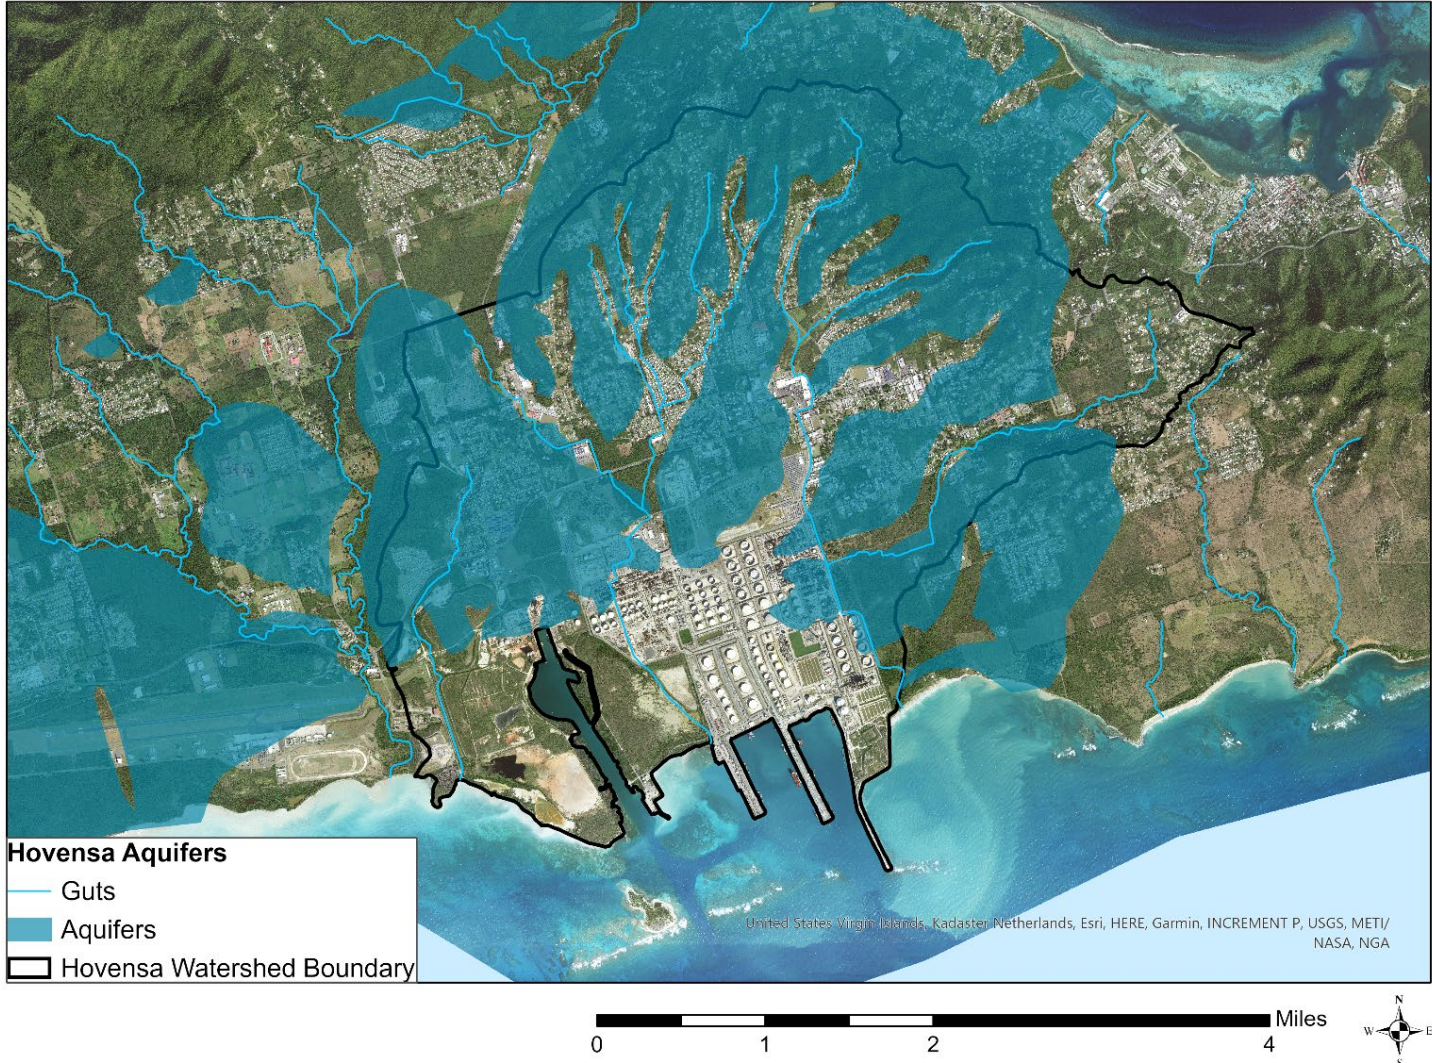 Hovensa Aquifers
Guts
Aquifers
Hovensa Watershed Boundary
United States Virgin Islands, Kadaster Netherlands, Esri, HERE, Garmin, INCREMENT P, USGS, METI/
NASA, NGA
Miles
0 1 2 4
N
W E
S